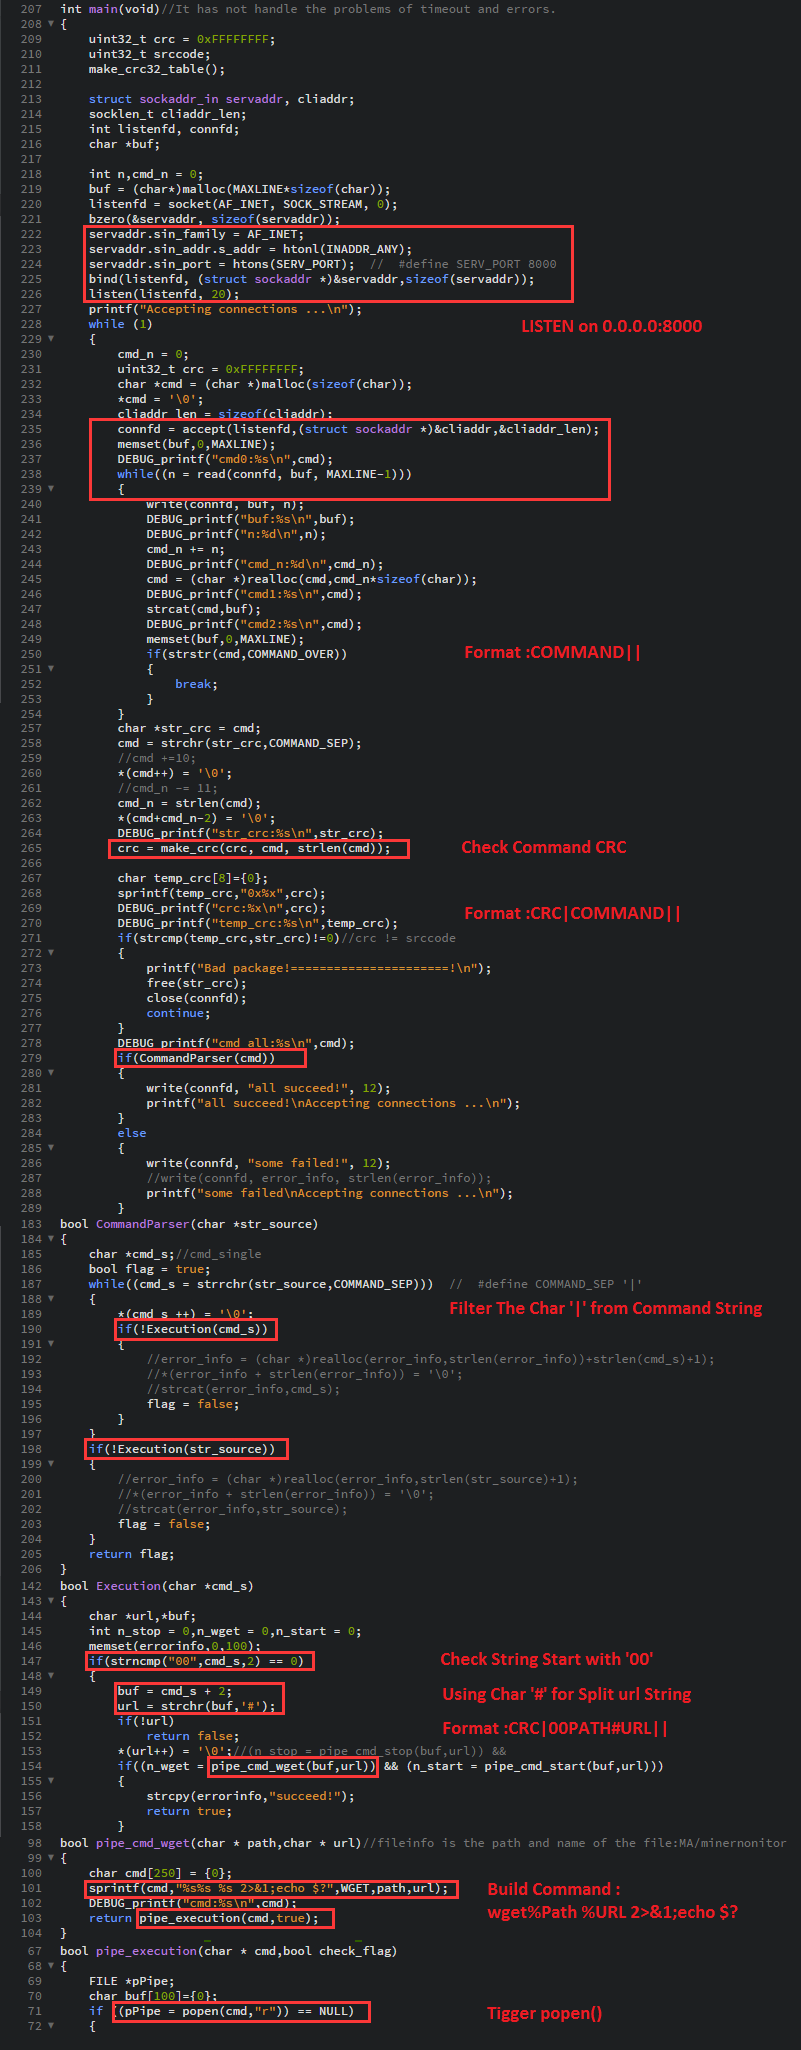 207 int main(void)//It has not handle the problems of timeout and errors.
208 {
209 uint32_t crc = 0xFFFFFFFF;
210 uint32_t srccode;
211 make_crc32_table();
212
213 struct sockaddr_in servaddr, cliaddr;
214 socklen_t cliaddr_len;
215 int listenfd, connfd;
216 char *buf;
217
218 int n,cmd_n = 0;
219 buf = (char*)malloc(MAXLINE*sizeof(char));
220 listenfd = socket(AF_INET, SOCK_STREAM, 0);
221 bzero(&servaddr, sizeof(servaddr));
222 servaddr.sin_family = AF_INET;
223 servaddr.sin_addr.s_addr = htonl(INADDR_ANY);
224 servaddr.sin_port = htons(SERV_PORT); // #define SERV_PORT 8000
225 bind(listenfd, (struct sockaddr *)&servaddr,sizeof(servaddr));
226 listen(listenfd, 20);
227 printf("Accepting connections ...\n");
228 while (1) LISTEN on 0.0.0.0:8000
229 {
230 cmd_n = 0;
231 uint32_t crc = 0xFFFFFFFF;
232 char *cmd = (char *)malloc(sizeof(char));
233 *cmd = '\0';
234 cliaddr_len = sizeof(cliaddr);
235 connfd = accept(listenfd,(struct sockaddr *)&cliaddr,&cliaddr_len);
236 memset(buf,0,MAXLINE);
237 DEBUG_printf("cmd0:%s\n",cmd);
238 while((n = read(connfd, buf, MAXLINE-1)))
239 {
240 write(connfd, buf, n);
241 DEBUG_printf("buf:%s\n",buf);
242 DEBUG_printf("n:%d\n",n);
243 cmd_n += n;
244 DEBUG_printf("cmd_n:%d\n",cmd_n);
245 cmd = (char *)realloc(cmd,cmd_n*sizeof(char));
246 DEBUG_printf("cmd1:%s\n",cmd);
247 strcat(cmd,buf);
248 DEBUG_printf("cmd2:%s\n",cmd);
249 memset(buf,0,MAXLINE);
250 if(strstr(cmd,COMMAND_OVER)) Format :COMMAND||
251 {
252 break;
253 }
254 }
257 char *str_crc = cmd;
258 cmd = strchr(str_crc,COMMAND_SEP);
259 //cmd +=10;
260 *(cmd++) = '\0';
261 //cmd_n -= 11;
262 cmd_n = strlen(cmd);
263 *(cmd+cmd_n-2) = '\0';
264 DEBUG_printf("str_crc:%s\n",str_crc);
265 crc = make_crc(crc, cmd, strlen(cmd)); Check Command CRC
266
267 char temp_crc[8]={0};
268 sprintf(temp_crc,"0x%x",crc);
269 DEBUG_printf("crc:%x\n",crc); Format :CRC|COMMAND||
270 DEBUG_printf("temp_crc:%s\n",temp_crc);
271 if(strcmp(temp_crc,str_crc)!=0)//crc != srccode
272 {
273 printf("Bad package!======================!\n");
274 free(str_crc);
275 close(connfd);
276 continue;
277 }
278 DEBUG_printf("cmd_all:%s\n",cmd);
279 if(CommandParser(cmd))
280 {
281 write(connfd, "all succeed!", 12);
282 printf("all succeed!\nAccepting connections ...\n");
283 }
284 else
285 {
286 write(connfd, "some failed!", 12);
287 //write(connfd, error_info, strlen(error_info));
288 printf("some failed\nAccepting connections ...\n");
289 }
183 bool CommandParser(char *str_source)
184 {
185 char *cmd_s;//cmd_single
186 bool flag = true;
187 while((cmd_s = strrchr(str_source,COMMAND_SEP))) // #define COMMAND_SEP '|'
188 { Filter The Char '|' from Command String
189 *(cmd_s ++) = '\0';
190 if(!Execution(cmd_s))
191 {
192 //error_info = (char *)realloc(error_info,strlen(error_info))+strlen(cmd_s)+1);
193 //*(error_info + strlen(error_info)) = '\0';
194 //strcat(error_info,cmd_s);
195 flag = false;
196 }
197 }
198 if(!Execution(str_source))
199 {
200 //error_info = (char *)realloc(error_info,strlen(str_source)+1);
201 //*(error_info + strlen(error_info)) = '\0';
202 //strcat(error_info,str_source);
203 flag = false;
204 }
205 return flag;
206 }
142 bool Execution(char *cmd_s)
143 {
144 char *url,*buf;
145 int n_stop = 0,n_wget = 0,n_start = 0;
146 memset(errorinfo,0,100);
147 if(strncmp("00",cmd_s,2) == 0) Check String Start with '00'
148 {
149 buf = cmd_s + 2; Using Char '#' for Split url String
150 url = strchr(buf,'#');
151 if(!url) Format :CRC|00PATH#URL||
152 return false;
153 *(url++) = '\0';//(n_stop = pipe_cmd_stop(buf,url)) &&
154 if((n_wget = pipe_cmd_wget(buf,url)) && (n_start = pipe_cmd_start(buf,url)))
155 {
156 strcpy(errorinfo,"succeed!");
157 return true;
158 }
98 bool pipe_cmd_wget(char * path,char * url)//fileinfo is the path and name of the file:MA/minernonitor
99 {
100 char cmd[250] = {0};
101 sprintf(cmd,"%s%s %s 2>&1;echo $?",WGET,path,url); Build Command :
102 DEBUG_printf("cmd:%s\n",cmd); wget%Path %URL 2>&1;echo $?
103 return pipe_execution(cmd,true);
104 }
67 bool pipe_execution(char * cmd,bool check_flag)
68 {
69 FILE *pPipe;
70 char buf[100]={0};
71 if ((pPipe = popen(cmd,"r")) == NULL) Tigger popen()
72 {